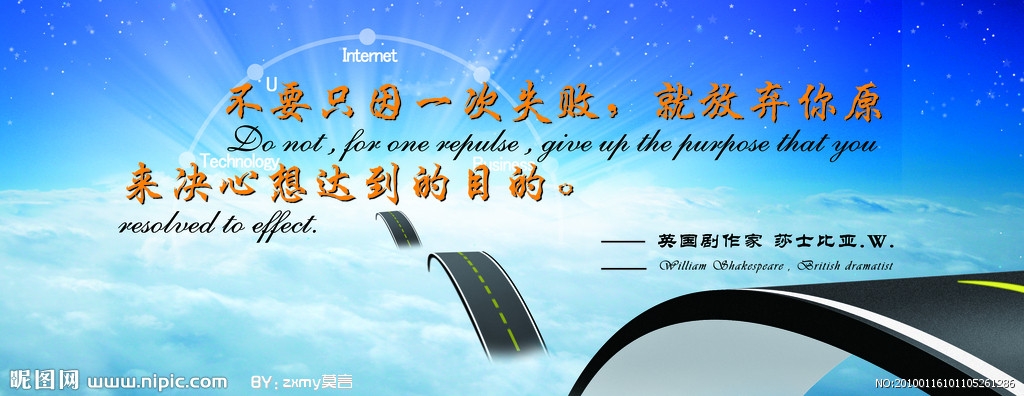 Internet
U
不要只因一次失败，就放弃你原
Do not , for one repulse , give up the purpose that you
Technology
Business
来决心想达到的目的。
resolved to effect.
—— 英国剧作家 莎士比亚.W.
—— William Shakespeare , British dramatist
昵图网 www.nipic.com BY: zxmy莫言
NO:20100116101105261286